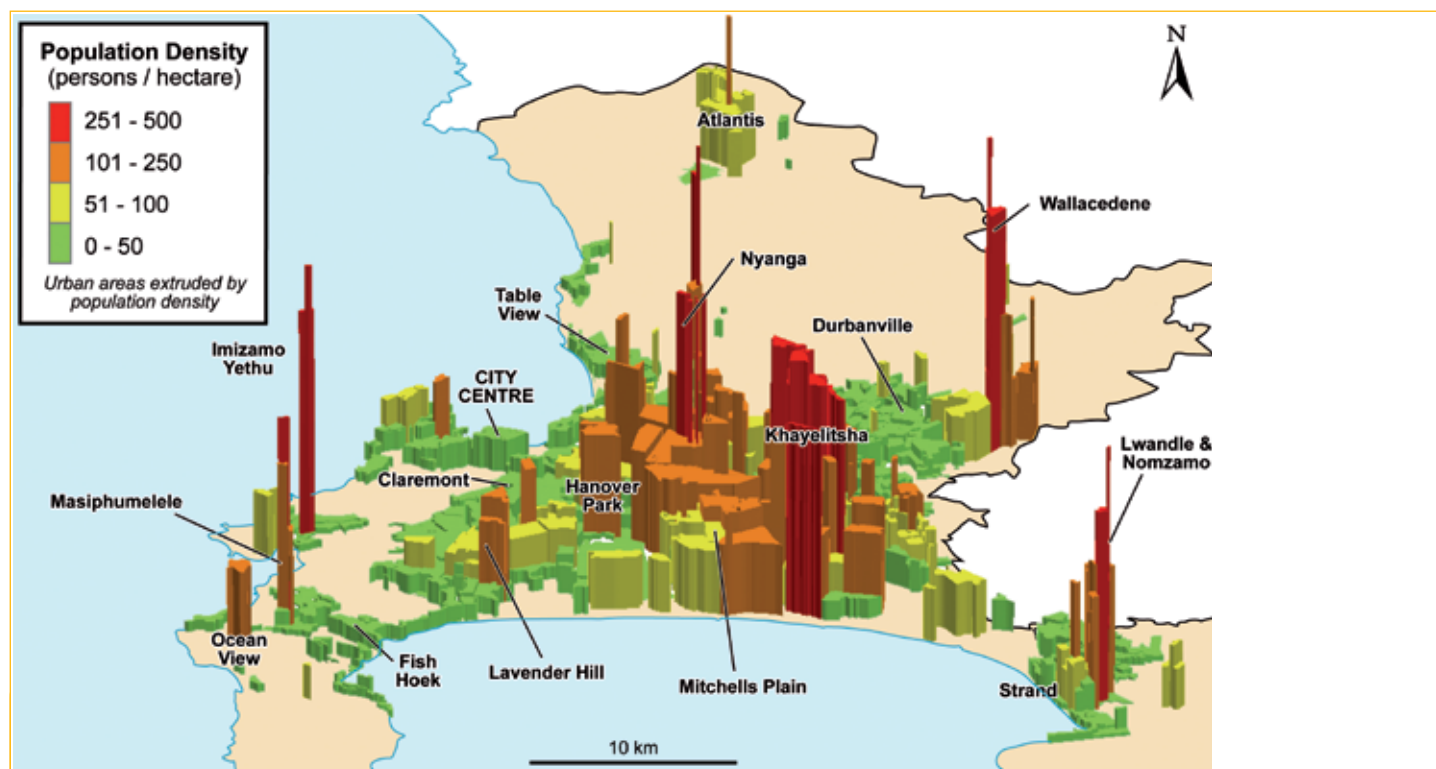 Population Density
(persons / hectare)
251 - 500
101 - 250
51 - 100
0 - 50
Urban areas extruded by
population density
N
Atlantis
Wallacedene
Nyanga
Table
View
Durbanville
Imizamo
Yethu
CITY
CENTRE
Khayelitsha
Lwandle &
Nomzamo
Claremont
Hanover
Park
Masiphumelele
Ocean
View
Fish
Hoek
Lavender Hill
Mitchells Plain
Strand
10 km